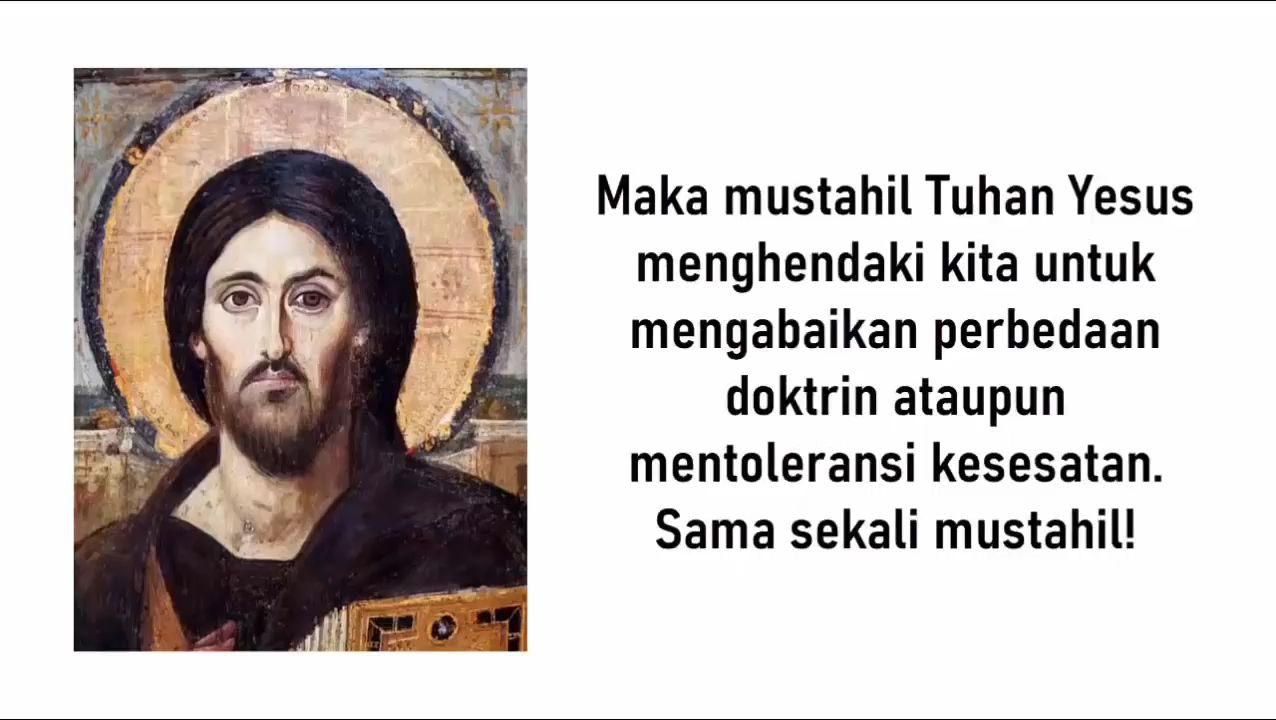 Maka mustahil Tuhan Yesus
menghendaki kita untuk
mengabaikan perbedaan
doktrin ataupun
mentoleransi kesesatan.
Sama sekali mustahil!